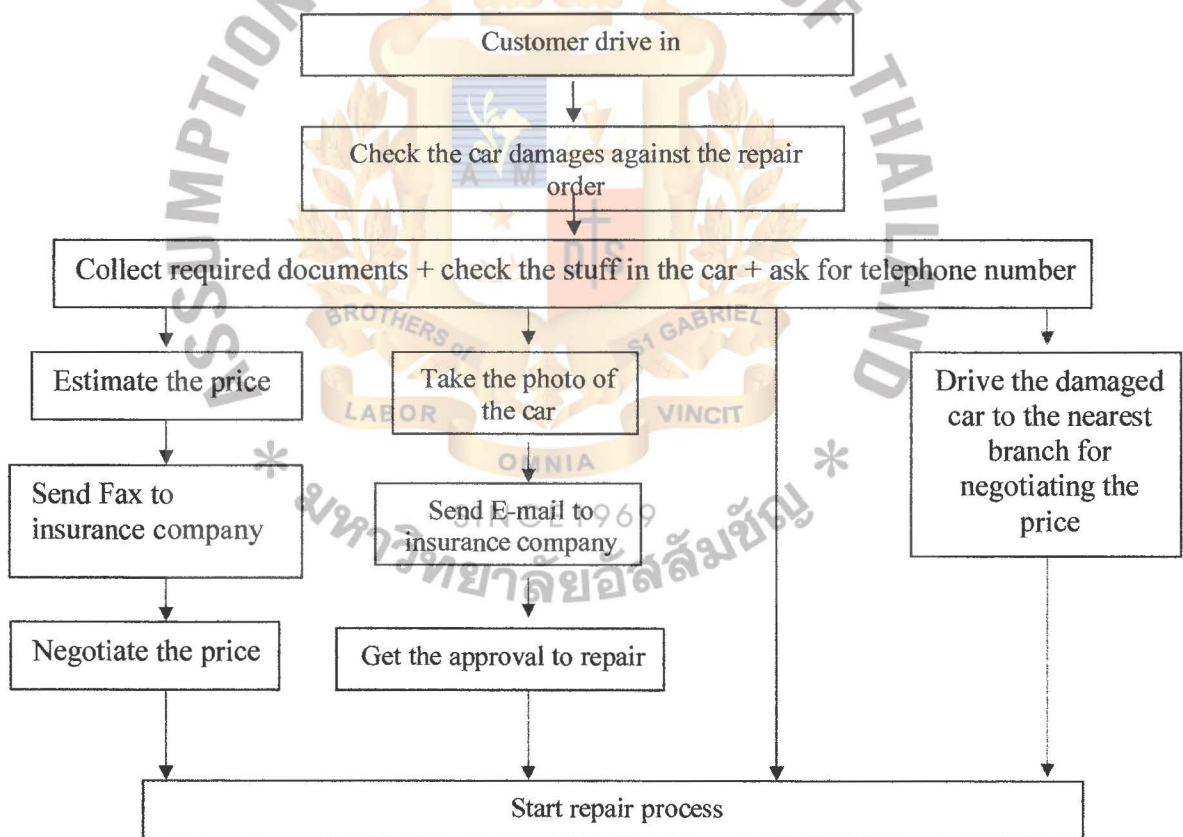 ASSUMPTION
OF THAILAND
Customer drive in
Check the car damages against the repair
order
A M
D S
Collect required documents + check the stuff in the car + ask for telephone number
BROTHERS of
S1 GABRIEL
Estimate the price
Take the photo of
the car
Drive the damaged
car to the nearest
branch for
negotiating the
price
LABOR
VINCIT
OMNIA
Send Fax to
insurance company
Send E-mail to
insurance company
SINCE1969
มหาวิทยาลัยอัสสัมชัญ
Negotiate the price
Get the approval to repair
Start repair process